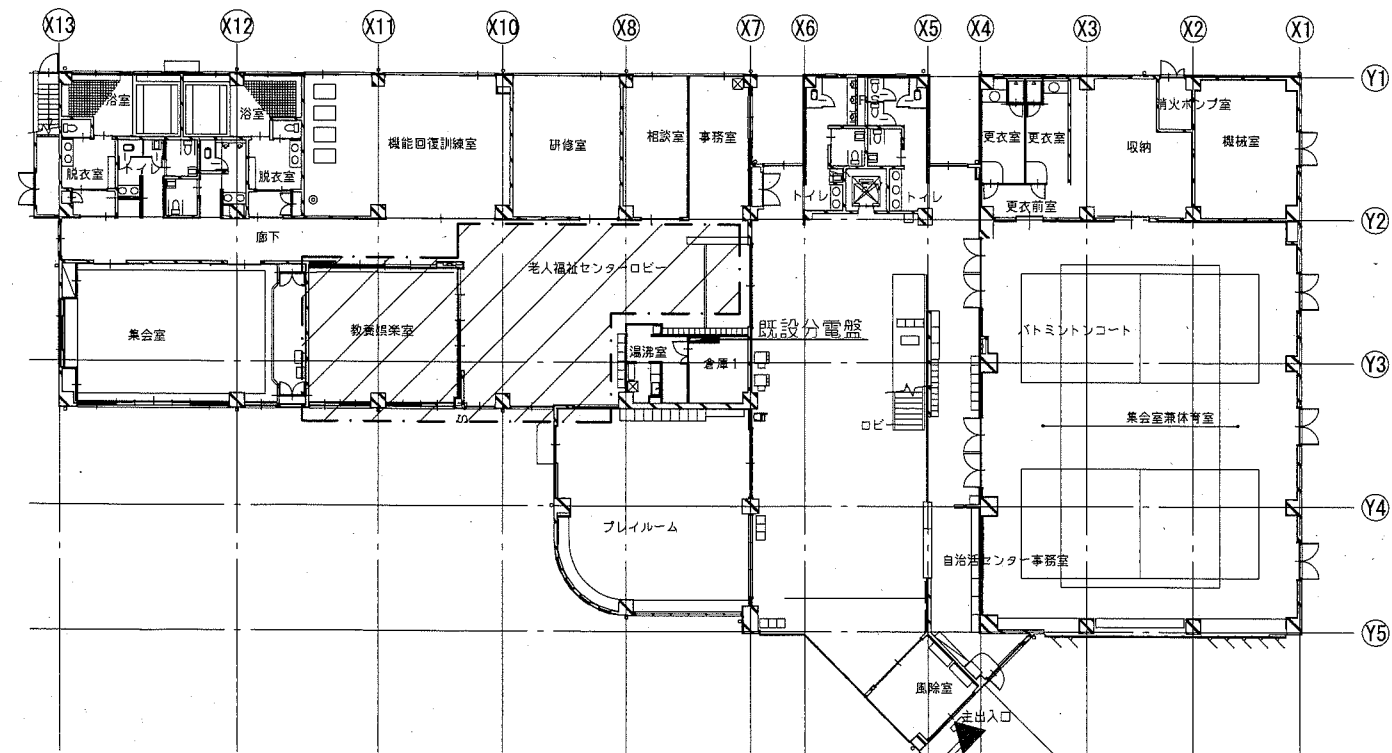 X13 X12 X11 X10 X8 X7 X6 X5 X4 X3 X2 X1
Y1
浴室 浴室 PS 消火ポンプ室
機能回復訓練室 研修室 相談室 事務室 更衣室 更衣室 収納 機械室
脱衣室 トイレ 脱衣室
トイレ トイレ 更衣前室
Y2
廊下 老人福祉センターロビー
集会室 教養娯楽室 既設分電盤 バトミントンコート
湯沸室 倉庫1 Y3
ロビー 集会室兼体育室
プレイルーム Y4
自治活センター事務室
Y5
風除室
主出入口